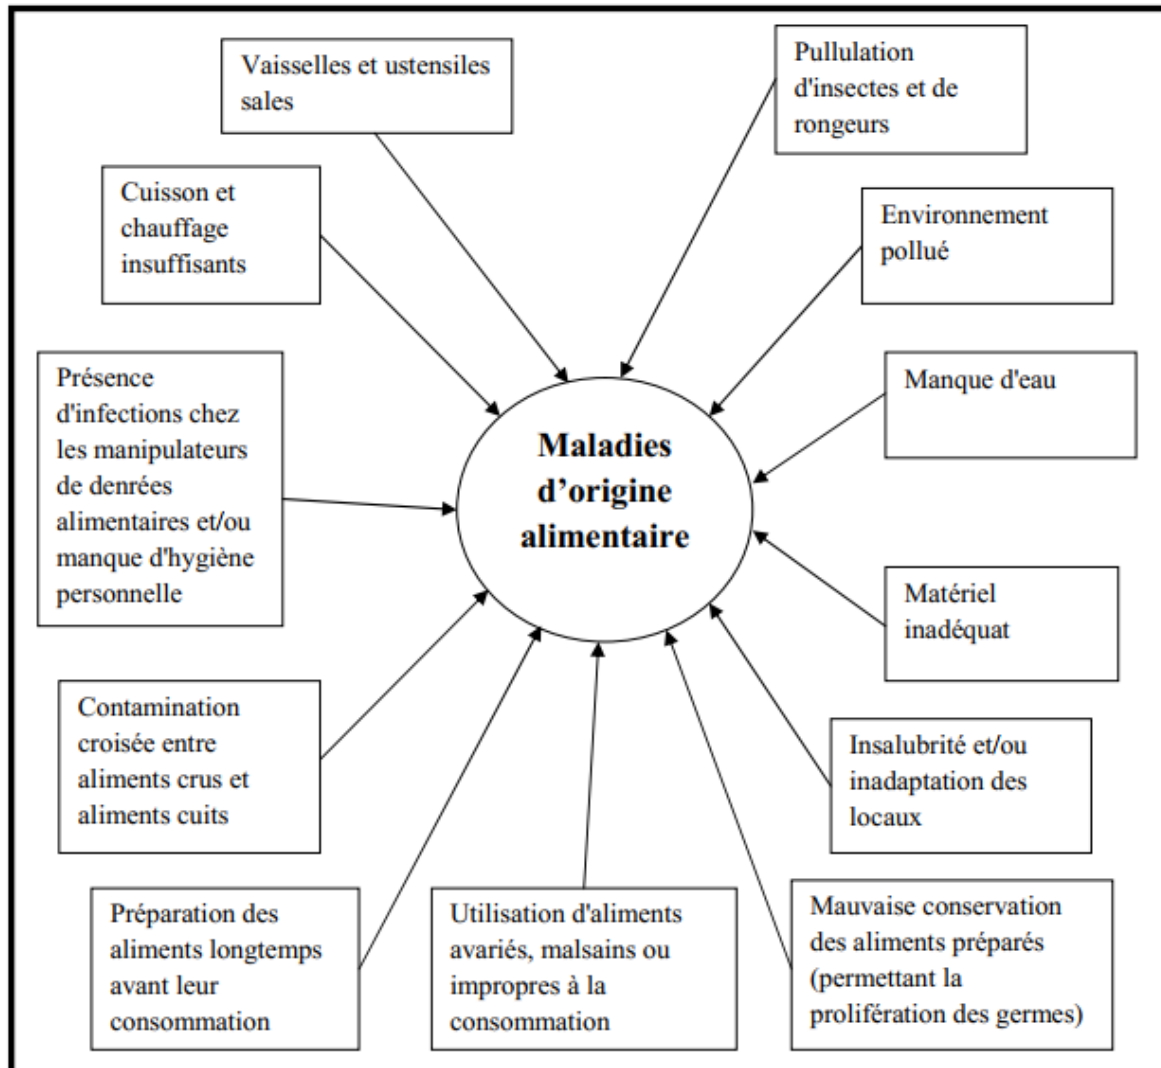 Vaisselles et ustensiles
sales
Pullulation
d'insectes et de
rongeurs
Cuisson et
chauffage
insuffisants
Environnement
pollué
Présence
d'infections chez
les manipulateurs
de denrées
alimentaires et/ou
manque d'hygiène
personnelle
Manque d'eau
Maladies
d’origine
alimentaire
Matériel
inadéquat
Contamination
croisée entre
aliments crus et
aliments cuits
Insalubrité et/ou
inadaptation des
locaux
Préparation des
aliments longtemps
avant leur
consommation
Utilisation d'aliments
avariés, malsains ou
impropres à la
consommation
Mauvaise conservation
des aliments préparés
(permettant la
prolifération des germes)